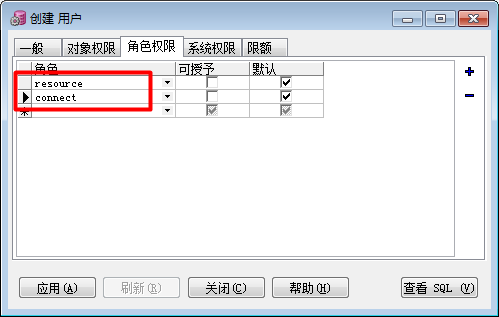 创建 用户
一般 对象权限 角色权限 系统权限 限额
角色 可授予 默认
resource
connect
应用(A) 刷新(R) 关闭(C) 帮助(H) 查看 SQL (V)